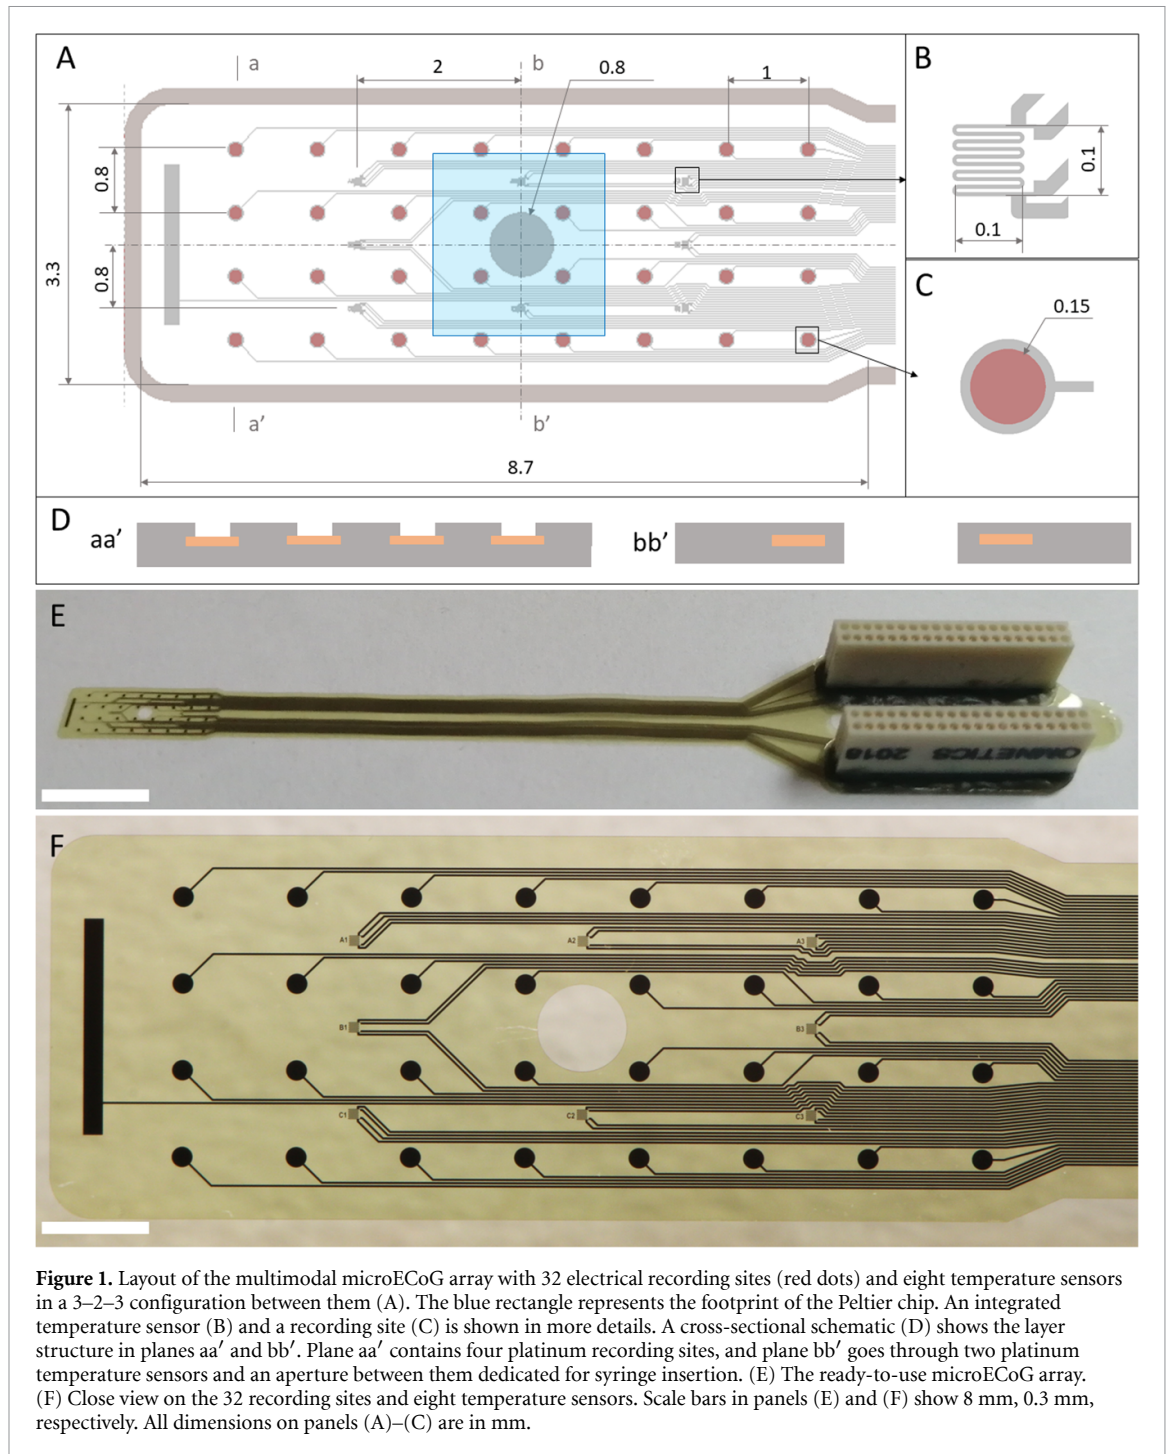 A
a
2
b
0.8
1
0.8
3.3
0.8
a′
b′
8.7
B
0.1
0.1
C
0.15
D
aa′
bb′
E
OMNETICS 2018
F
A1
A2
A3
B1
B3
C1
C2
C3
Figure 1. Layout of the multimodal microECoG array with 32 electrical recording sites (red dots) and eight temperature sensors
in a 3–2–3 configuration between them (A). The blue rectangle represents the footprint of the Peltier chip. An integrated
temperature sensor (B) and a recording site (C) is shown in more details. A cross-sectional schematic (D) shows the layer
structure in planes aa′ and bb′. Plane aa′ contains four platinum recording sites, and plane bb′ goes through two platinum
temperature sensors and an aperture between them dedicated for syringe insertion. (E) The ready-to-use microECoG array.
(F) Close view on the 32 recording sites and eight temperature sensors. Scale bars in panels (E) and (F) show 8 mm, 0.3 mm,
respectively. All dimensions on panels (A)–(C) are in mm.